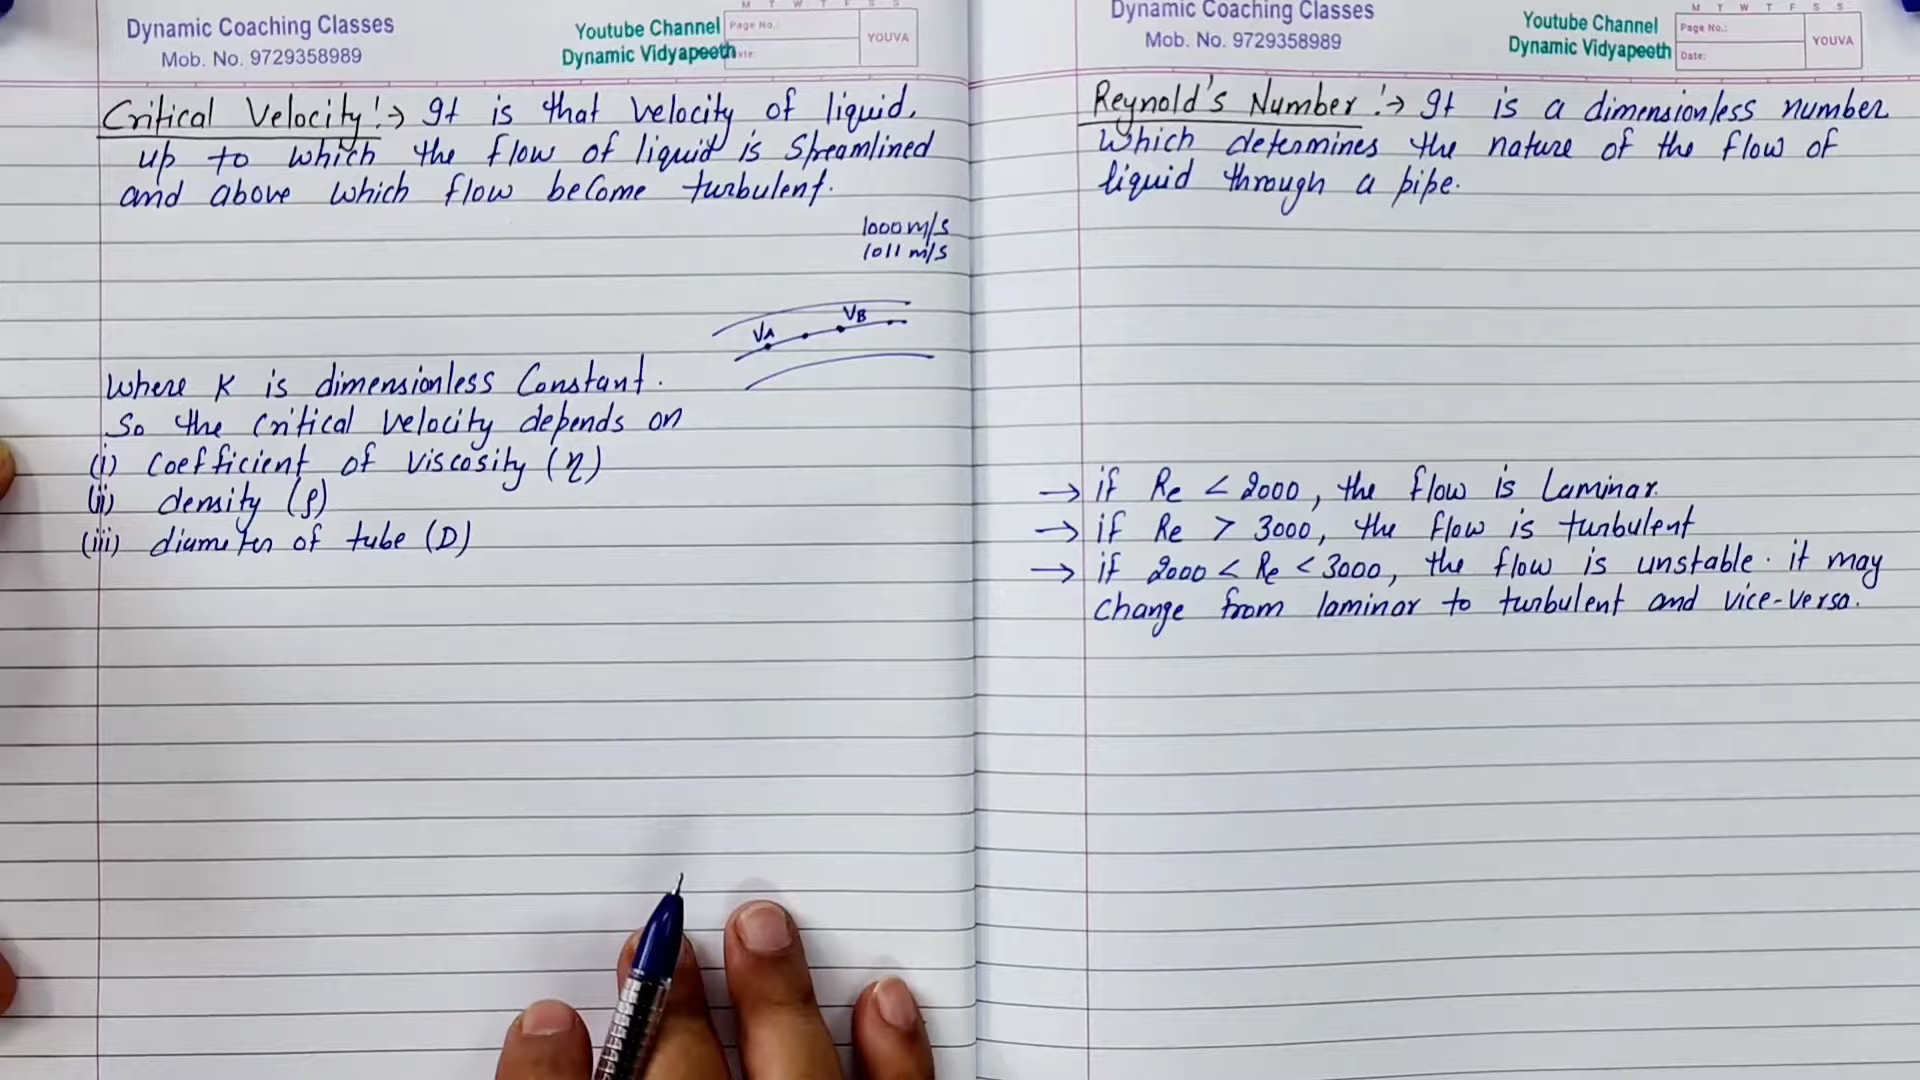 Dynamic Coaching Classes
Mob. No. 9729358989
Youtube Channel
Dynamic Vidyapeeth
M T W T F S S
Page No.:
YOUVA
Critical Velocity :→ It is that velocity of liquid,
up to which the flow of liquid is Streamlined
and above which flow become turbulent.
1000 m/s
1011 m/s
VA VB
Where K is dimensionless Constant.
So the critical velocity depends on
(i) coefficient of viscosity (η)
(ii) density (ρ)
(iii) diameter of tube (D)
Dynamic Coaching Classes
Mob. No. 9729358989
Youtube Channel
Dynamic Vidyapeeth
M T W T F S S
Page No.:
Date:
YOUVA
Reynold's Number :→ It is a dimensionless number
Which determines the nature of the flow of
liquid through a pipe.
→ if Re < 2000, the flow is Laminar.
→ if Re > 3000, the flow is turbulent
→ if 2000 < Re < 3000, the flow is unstable. it may
change from laminar to turbulent and vice-versa.